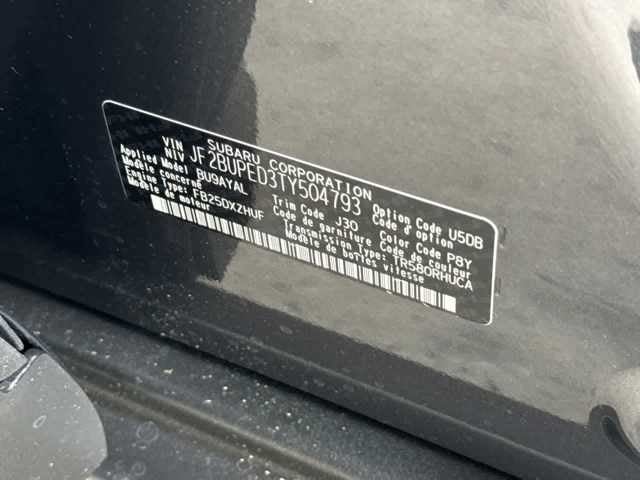 SUBARU CORPORATION
VIN
NIV JF2BUPED3TY504793
Applied Model BU9AYAL Option Code U5DB
Modèle concerné Code d'option
Engine Type: FB25DXZHUF Trim Code J30 Color Code P8Y
Modèle de moteur Code de garniture Code de couleur
Transmission Type: TR580RHUCA
Modèle de boîtes vitesse